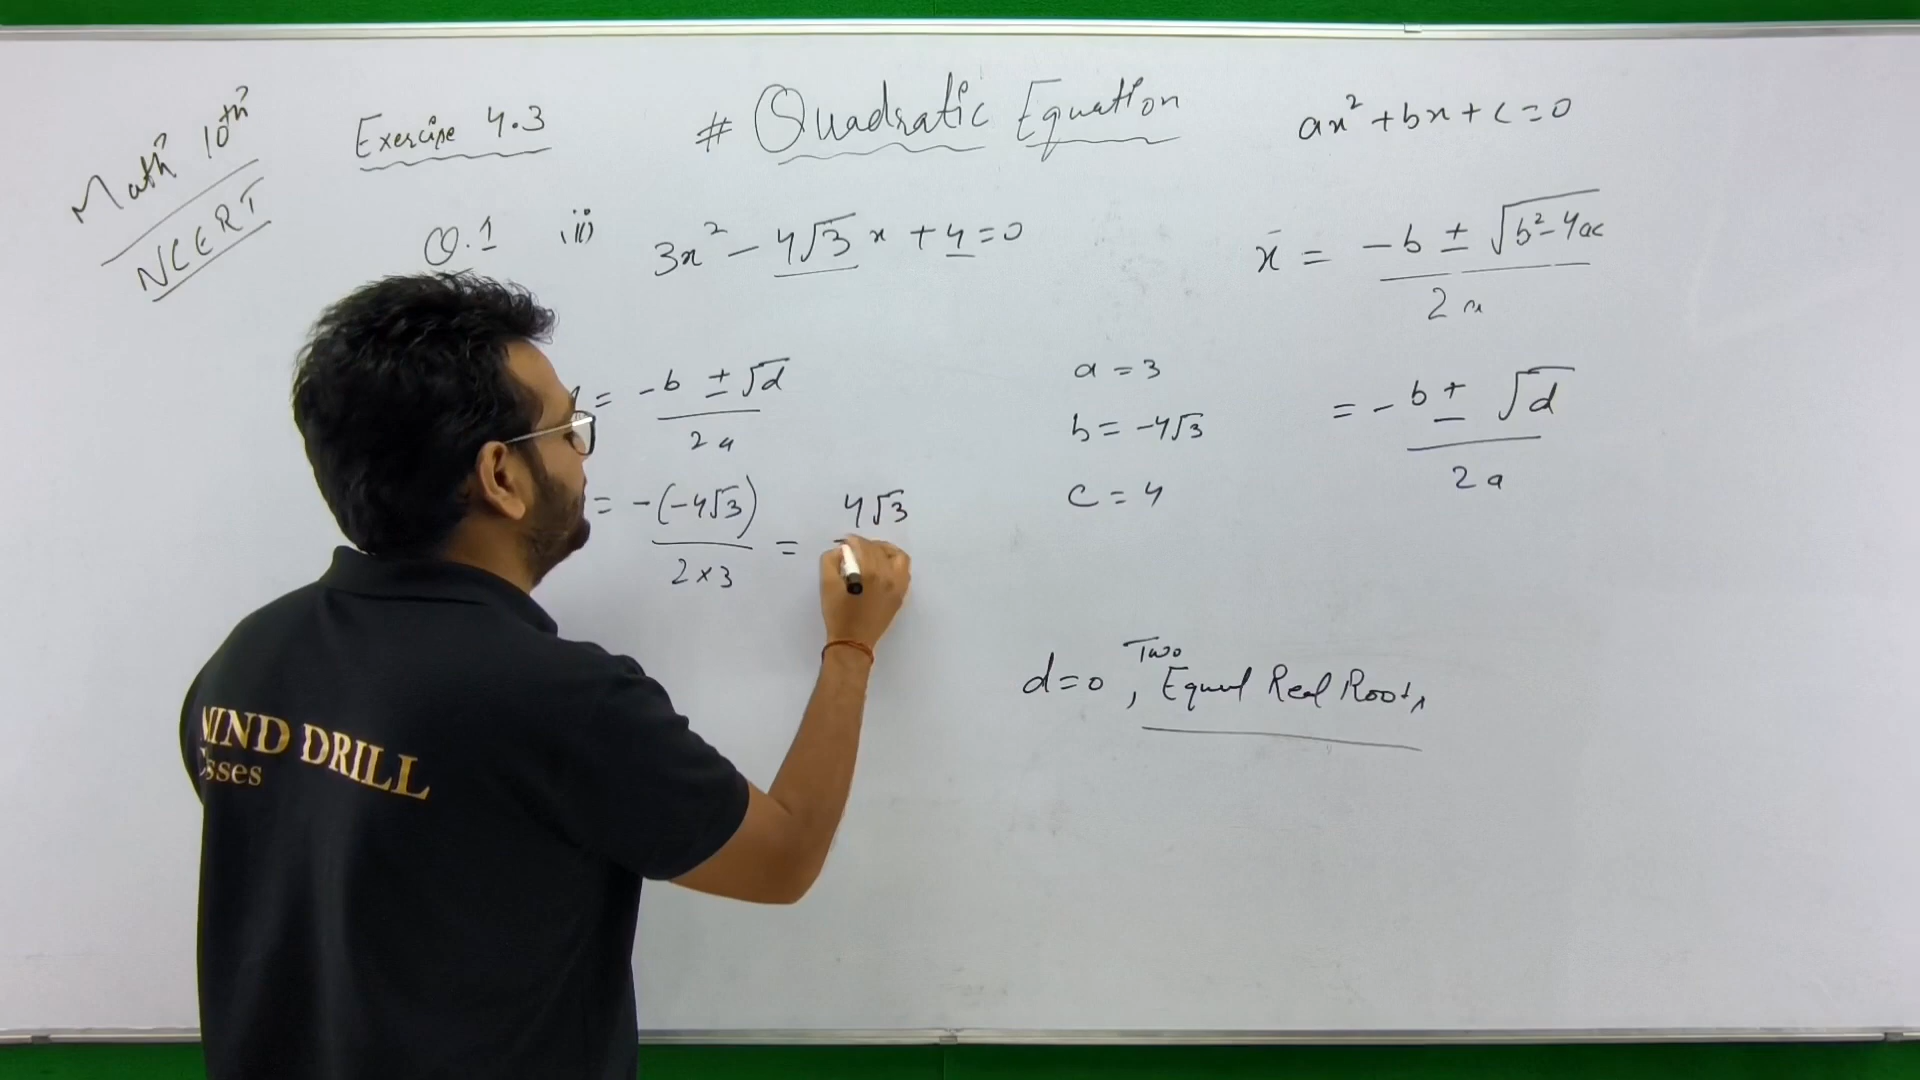 Math 10th
NCERT
Exercise 4.3
# Quadratic Equation
ax² + bx + c = 0
Q.1 (ii) 3x² - 4√3 x + 4 = 0
x = -b ± √b²-4ac / 2a
= -b ± √d / 2a
a = 3
b = -4√3
c = 4
= -b ± √d / 2a
= -(-4√3) / 2×3 = 4√3
d=0, Two Equal Real Roots
MIND DRILL